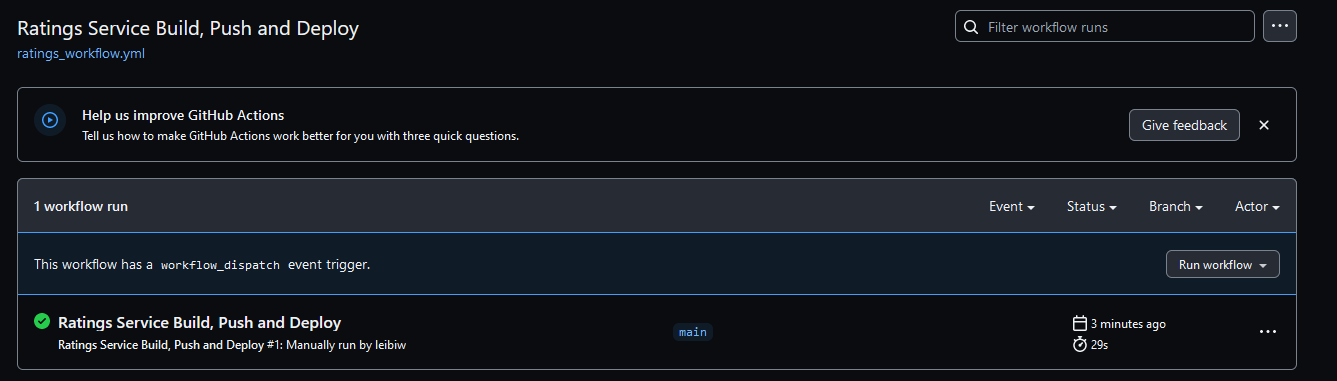 Ratings Service Build, Push and Deploy
Filter workflow runs
ratings_workflow.yml
Help us improve GitHub Actions
Tell us how to make GitHub Actions work better for you with three quick questions.
Give feedback
1 workflow run
Event
Status
Branch
Actor
This workflow has a workflow_dispatch event trigger.
Run workflow
Ratings Service Build, Push and Deploy
Ratings Service Build, Push and Deploy #1: Manually run by leibiw
main
3 minutes ago
29s